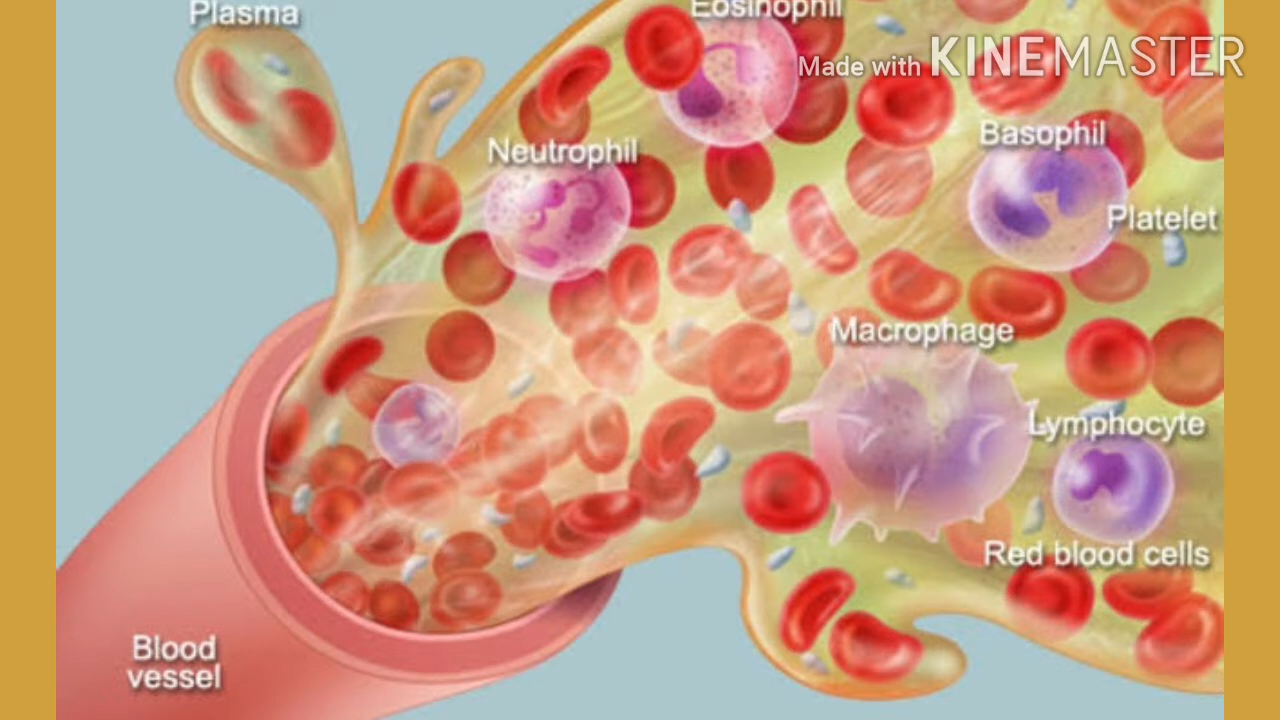 Plasma
Eosinophil
Made with KINEMASTER
Basophil
Neutrophil
Platelet
Macrophage
Lymphocyte
Red blood cells
Blood
vessel